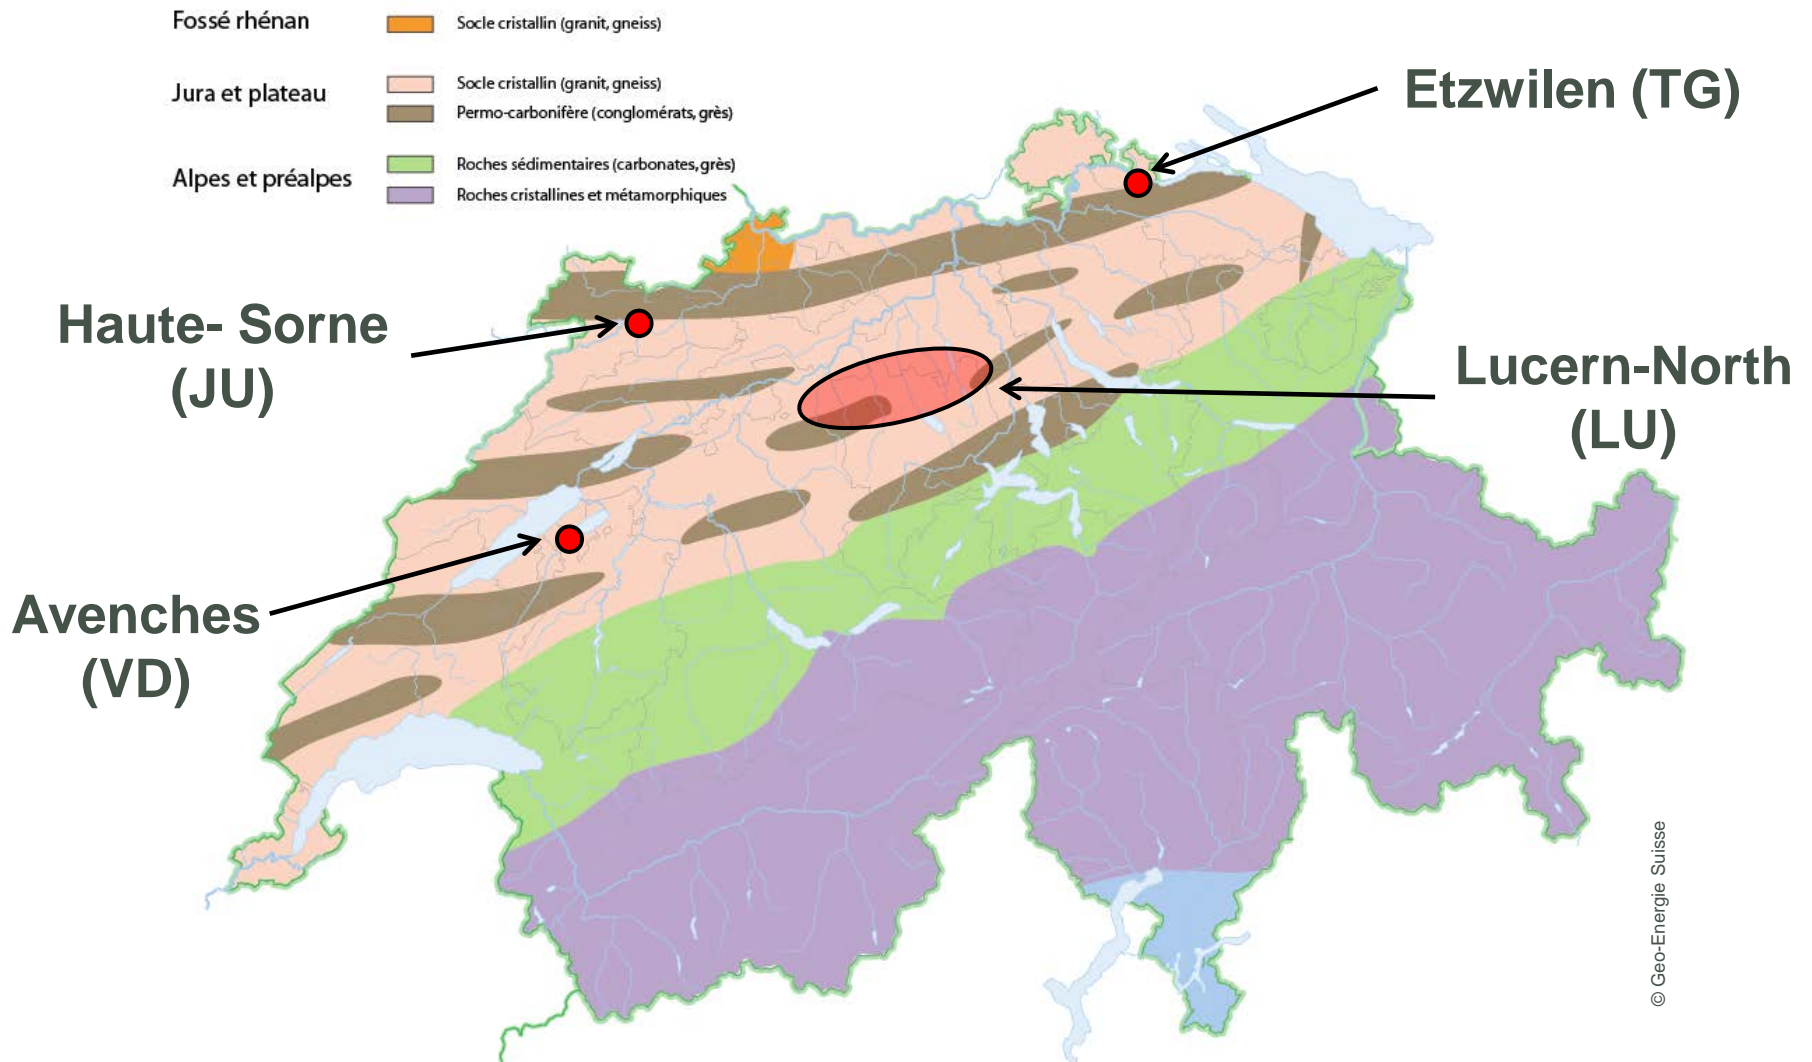 Fossé rhénan
Socle cristallin (granit, gneiss)
Jura et plateau
Socle cristallin (granit, gneiss)
Permo-carbonifère (conglomérats, grès)
Alpes et préalpes
Roches sédimentaires (carbonates, grès)
Roches cristallines et métamorphiques
Etzwilen (TG)
Haute- Sorne
(JU)
Lucern-North
(LU)
Avenches
(VD)
© Geo-Energie Suisse